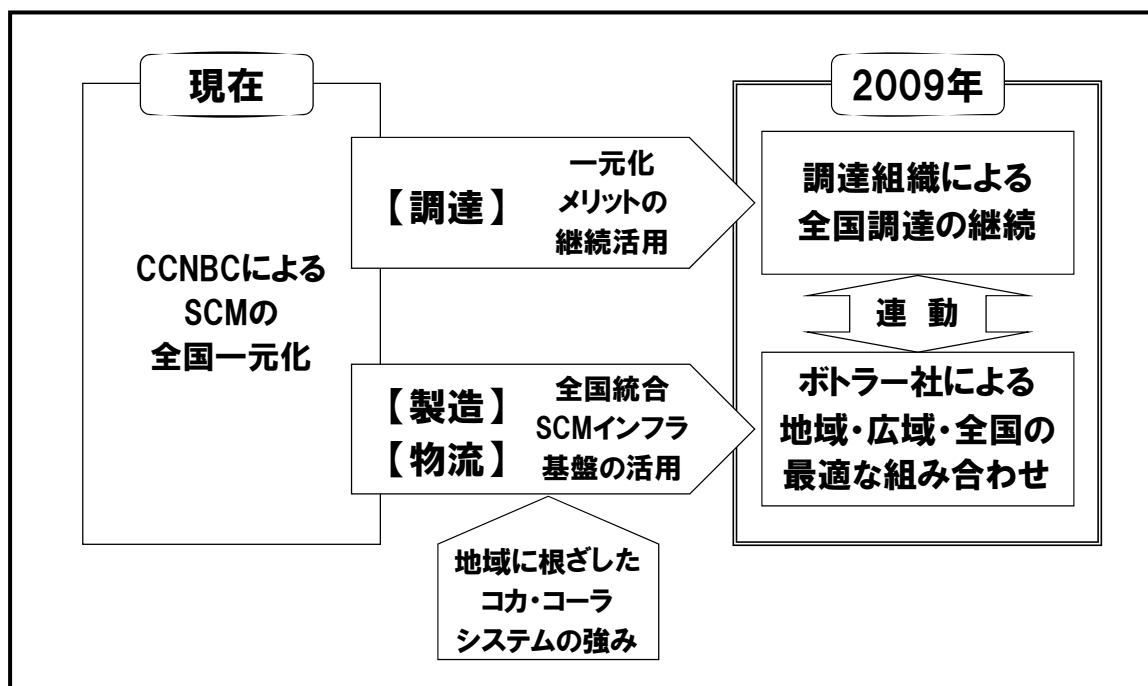 現在
CCNBCによる
SCMの
全国一元化
【調達】
一元化
メリットの
継続活用
【製造】
【物流】
全国統合
SCMインフラ
基盤の活用
地域に根ざした
コカ・コーラ
システムの強み
2009年
調達組織による
全国調達の継続
連動
ボトラー社による
地域・広域・全国の
最適な組み合わせ